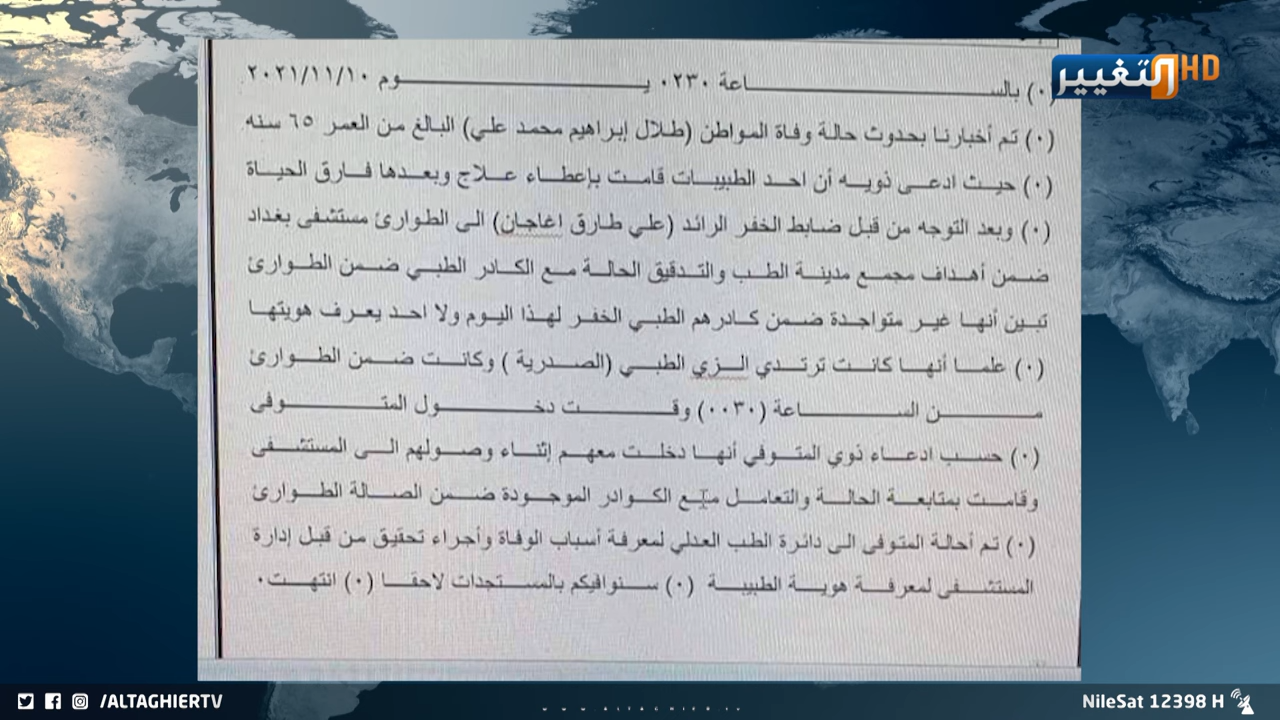 التغيير HD
(٠) بالساعة ٠٢٣٠ يوم ٢٠٢١/١١/١٠
(٠) تم أخبارنا بحدوث حالة وفاة المواطن (طلال إبراهيم محمد علي) البالغ من العمر ٦٥ سنه
(٠) حيث ادعى ذويه أن احد الطبيبات قامت بإعطاء علاج وبعدها فارق الحياة
(٠) وبعد التوجه من قبل ضابط الخفر الرائد (علي طارق اغاجان) الى الطوارئ مستشفى بغداد
ضمن أهداف مجمع مدينة الطب والتدقيق الحالة مع الكادر الطبي ضمن الطوارئ
تبين أنها غير متواجدة ضمن كادرهم الطبي الخفر لهذا اليوم ولا احد يعرف هويتها
(٠) علما أنها كانت ترتدي الزي الطبي (الصدرية ) وكانت ضمن الطوارئ
من الساعة (٠٠٣٠) وقت دخول المتوفى
(٠) حسب ادعاء ذوي المتوفي أنها دخلت معهم إثناء وصولهم الى المستشفى
وقامت بمتابعة الحالة والتعامل مع الكوادر الموجودة ضمن الصالة الطوارئ
(٠) تم أحالة المتوفى الى دائرة الطب العدلي لمعرفة أسباب الوفاة وأجراء تحقيق من قبل إدارة
المستشفى لمعرفة هوية الطبيبة (٠) سنوافيكم بالمستجدات لاحقا (٠) انتهت٠
/ALTAGHIERTV
WWW.ALTAGHIER.TV
NileSat 12398 H